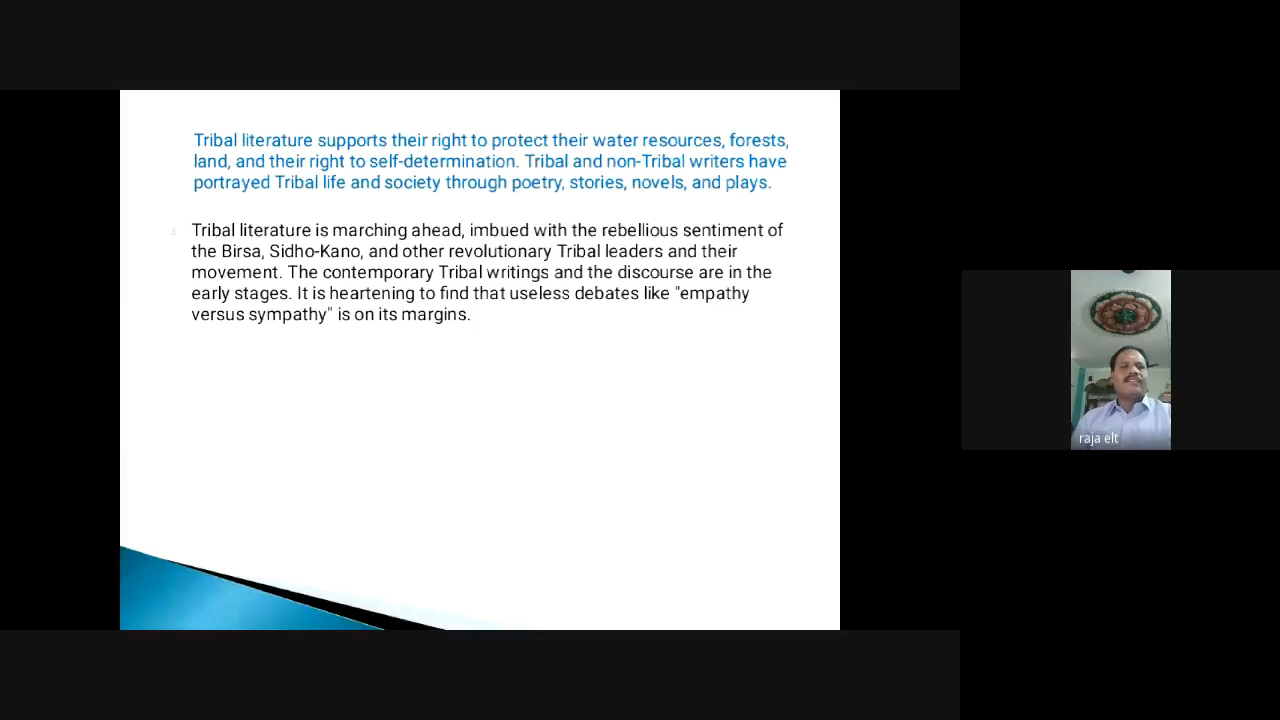 Tribal literature supports their right to protect their water resources, forests,
land, and their right to self-determination. Tribal and non-Tribal writers have
portrayed Tribal life and society through poetry, stories, novels, and plays.
Tribal literature is marching ahead, imbued with the rebellious sentiment of
the Birsa, Sidho-Kano, and other revolutionary Tribal leaders and their
movement. The contemporary Tribal writings and the discourse are in the
early stages. It is heartening to find that useless debates like "empathy
versus sympathy" is on its margins.
raja elt